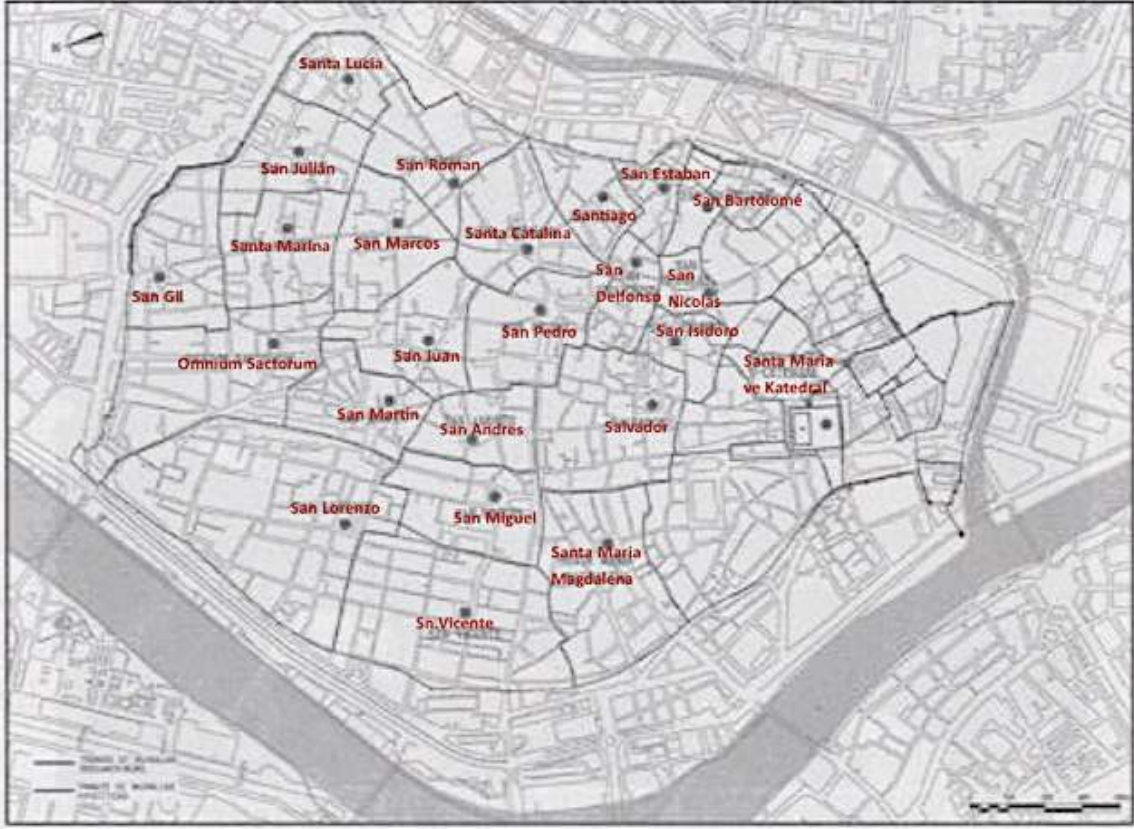 Santa Lucia
San Julián
San Roman
San Estaban
San Bartolomé
Santiago
Santa Marina
San Marcos
Santa Catalina
San Gil
San
Delfonso
San
Nicolas
San Pedro
San Isidoro
Omnium Sactorum
San Juan
Santa Maria
ve Katedral
San Martín
San Andres
Salvador
San Lorenzo
San Miguel
Santa Maria
Magdalena
Sn.Vicente